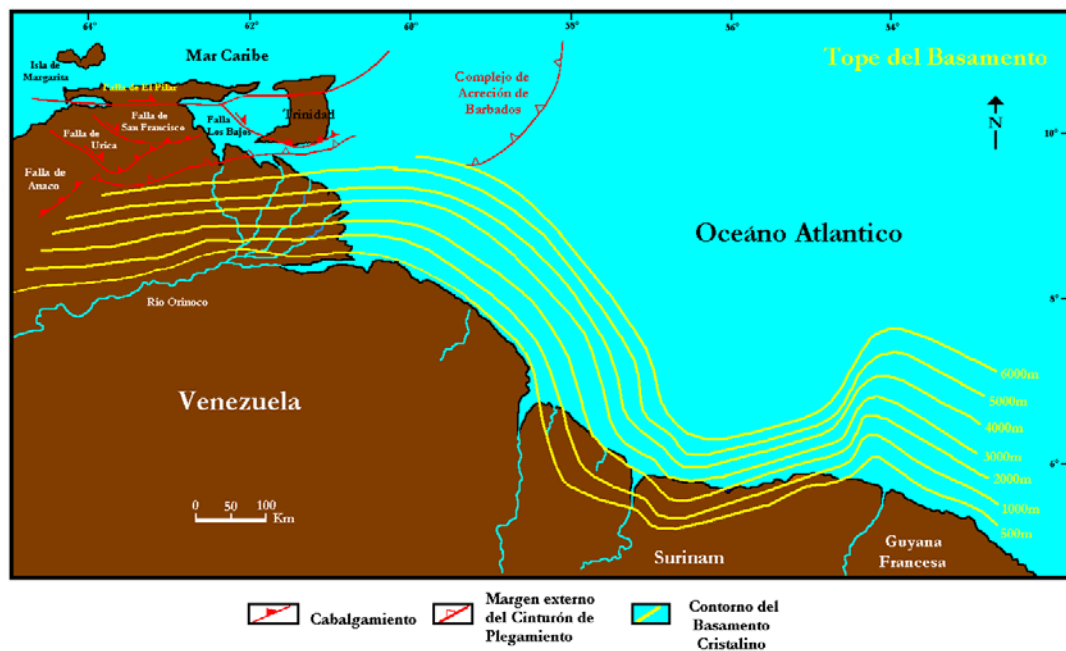 64°
62°
60°
58°
56°
54°
Isla de
Margarita
Mar Caribe
Tope del Basamento
Complejo de
Acreción de
Barbados
Falla de El Pilar
Trinidad
Falla de
San Francisco
Falla
Los Bajos
Falla de
Urica
Falla de
Anaco
N
10°
Oceáno Atlantico
8°
Río Orinoco
6000m
5000m
4000m
3000m
2000m
1000m
500m
6°
Venezuela
0 50 100
Km
Surinam
Guyana
Francesa
Cabalgamiento
Margen externo
del Cinturón de
Plegamiento
Contorno del
Basamento
Cristalino